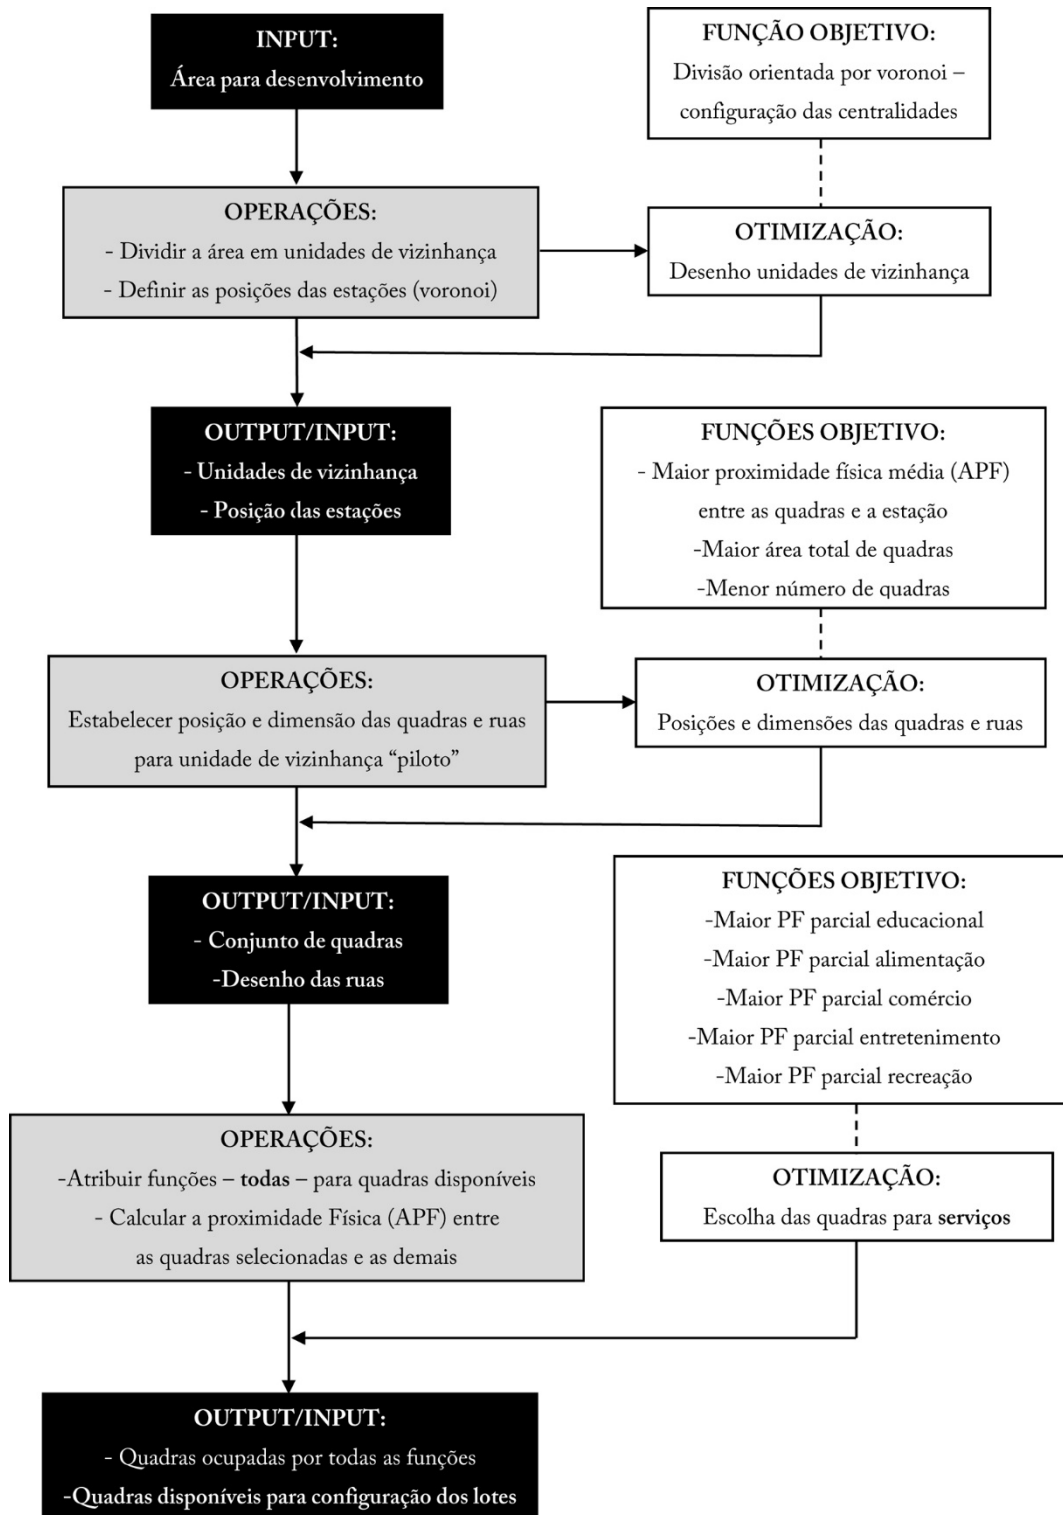 INPUT:
Área para desenvolvimento
FUNÇÃO OBJETIVO:
Divisão orientada por voronoi –
configuração das centralidades
OPERAÇÕES:
- Dividir a área em unidades de vizinhança
- Definir as posições das estações (voronoi)
OTIMIZAÇÃO:
Desenho unidades de vizinhança
OUTPUT/INPUT:
- Unidades de vizinhança
- Posição das estações
FUNÇÕES OBJETIVO:
- Maior proximidade física média (APF)
entre as quadras e a estação
-Maior área total de quadras
-Menor número de quadras
OPERAÇÕES:
Estabelecer posição e dimensão das quadras e ruas
para unidade de vizinhança “piloto”
OTIMIZAÇÃO:
Posições e dimensões das quadras e ruas
OUTPUT/INPUT:
- Conjunto de quadras
-Desenho das ruas
FUNÇÕES OBJETIVO:
-Maior PF parcial educacional
-Maior PF parcial alimentação
-Maior PF parcial comércio
-Maior PF parcial entretenimento
-Maior PF parcial recreação
OPERAÇÕES:
-Atribuir funções – todas – para quadras disponíveis
- Calcular a proximidade Física (APF) entre
as quadras selecionadas e as demais
OTIMIZAÇÃO:
Escolha das quadras para serviços
OUTPUT/INPUT:
- Quadras ocupadas por todas as funções
-Quadras disponíveis para configuração dos lotes